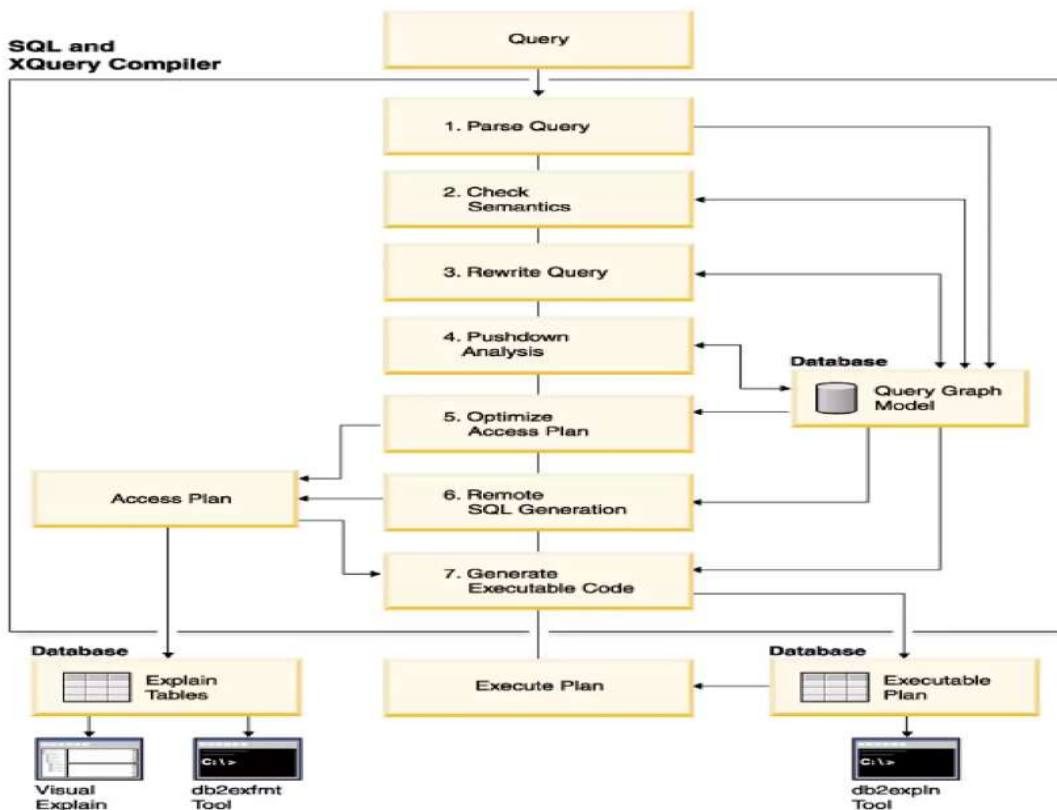 SQL and
XQuery Compiler
Query
1. Parse Query
2. Check
Semantics
3. Rewrite Query
4. Pushdown
Analysis
Database
Query Graph
Model
5. Optimize
Access Plan
Access Plan
6. Remote
SQL Generation
7. Generate
Executable Code
Database
Explain
Tables
Execute Plan
Database
Executable
Plan
C:\>
C:\>
Visual
Explain
db2exfmt
Tool
db2expln
Tool